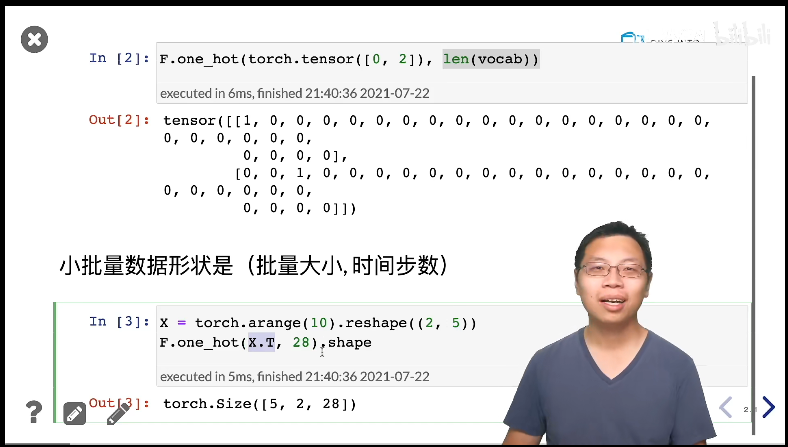 In [2]: F.one_hot(torch.tensor([0, 2]), len(vocab))
executed in 6ms, finished 21:40:36 2021-07-22
Out[2]: tensor([[1, 0, 0, 0, 0, 0, 0, 0, 0, 0, 0, 0, 0, 0, 0, 0, 0, 0,
0, 0, 0, 0, 0, 0,
0, 0, 0, 0],
[0, 0, 1, 0, 0, 0, 0, 0, 0, 0, 0, 0, 0, 0, 0, 0, 0, 0,
0, 0, 0, 0, 0, 0,
0, 0, 0, 0]])
小批量数据形状是（批量大小, 时间步数）
In [3]: X = torch.arange(10).reshape((2, 5))
F.one_hot(X.T, 28).shape
executed in 5ms, finished 21:40:36 2021-07-22
Out[3]: torch.Size([5, 2, 28])